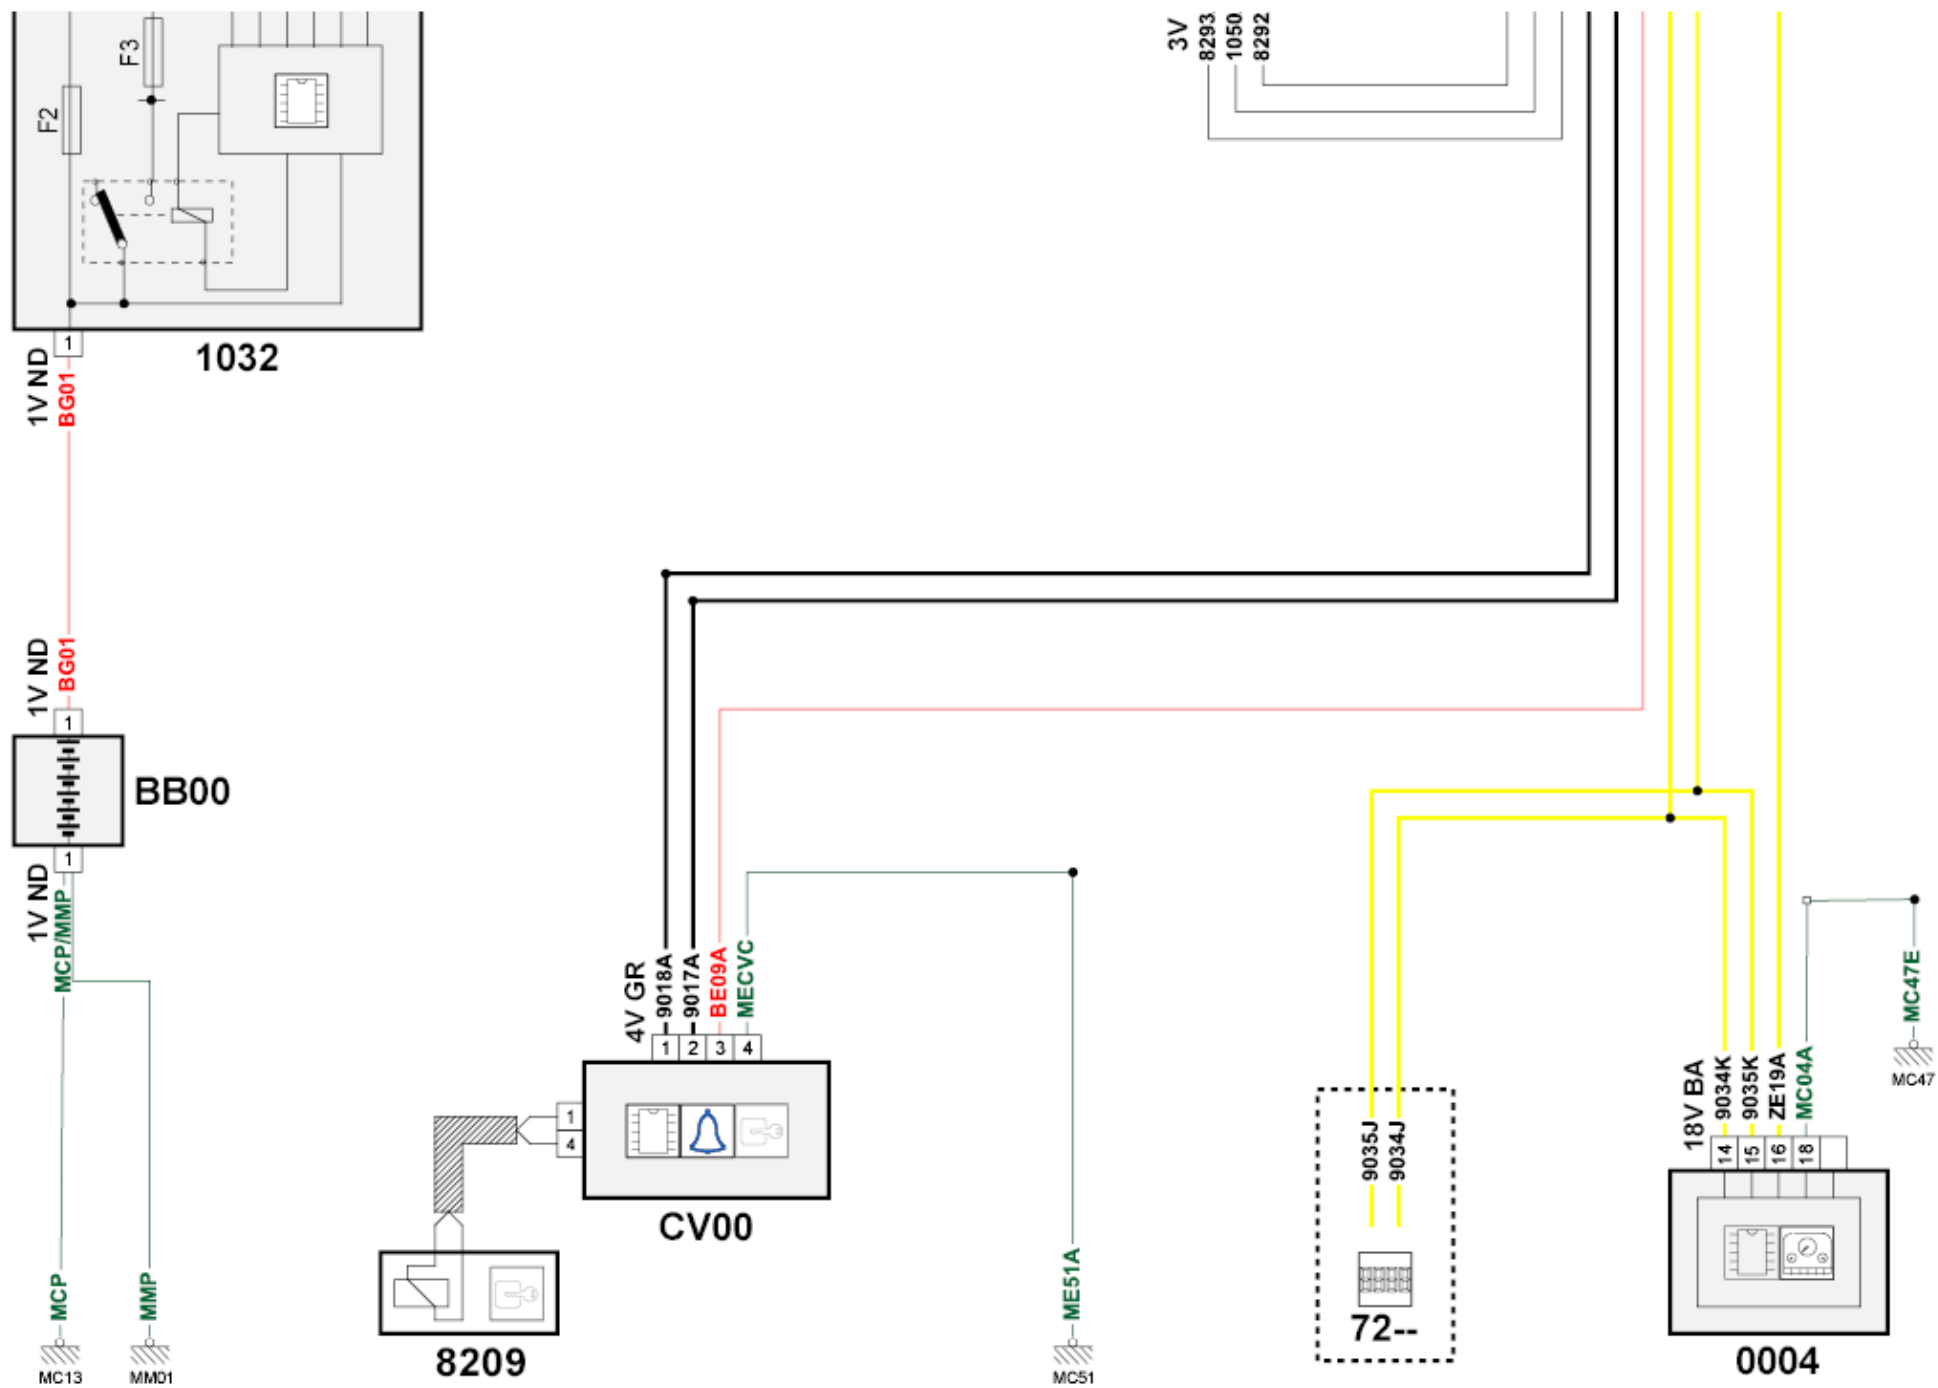 F3
F2
3V
8293
1050
8292
1
1032
1V ND
BG01
1V ND
BG01
1
BB00
1
1V ND
MCP/MMP
MCP
MMP
MC13
MM01
4V GR
9018A
9017A
BE09A
MECVC
1 2 3 4
1
4
CV00
8209
ME51A
MC51
9035J
9034J
72--
18V BA
9034K
9035K
ZE19A
MC04A
14 15 16 18
0004
MC47E
MC47